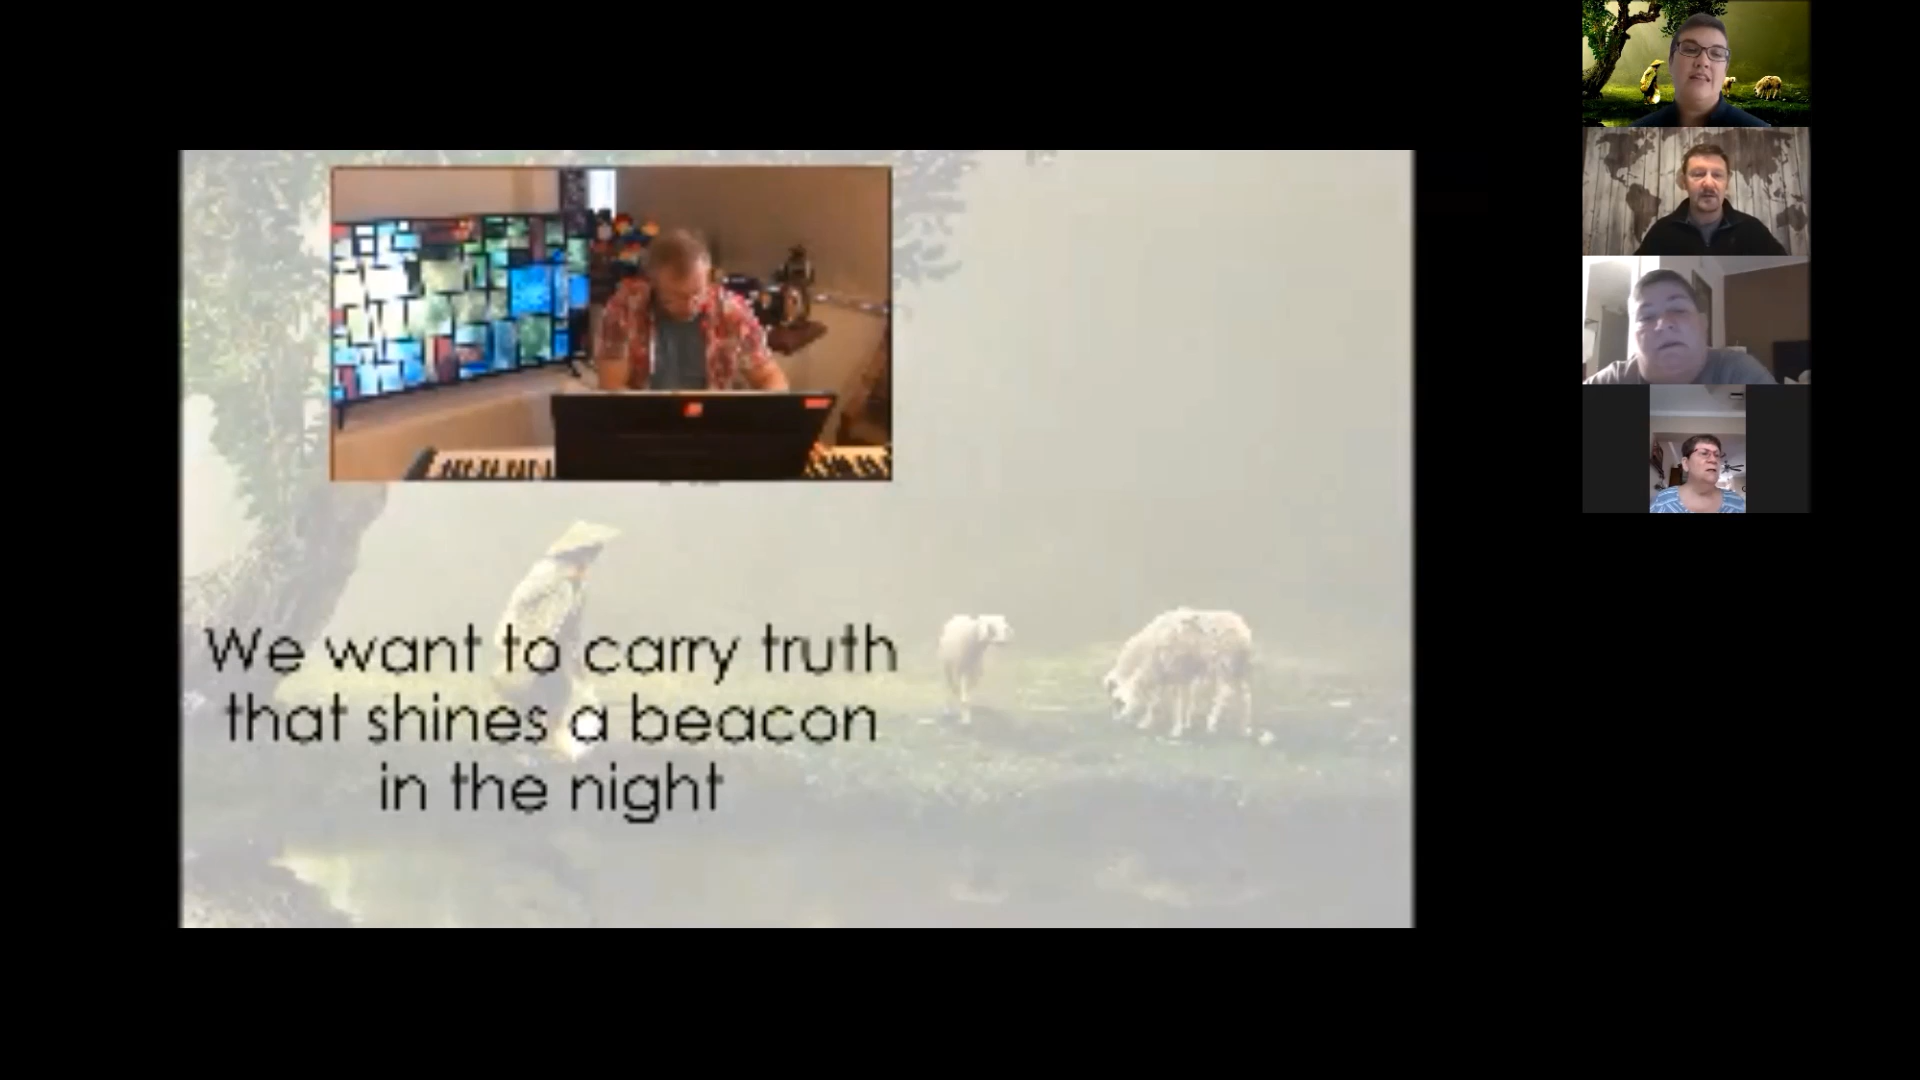 We want to carry truth
that shines a beacon
in the night